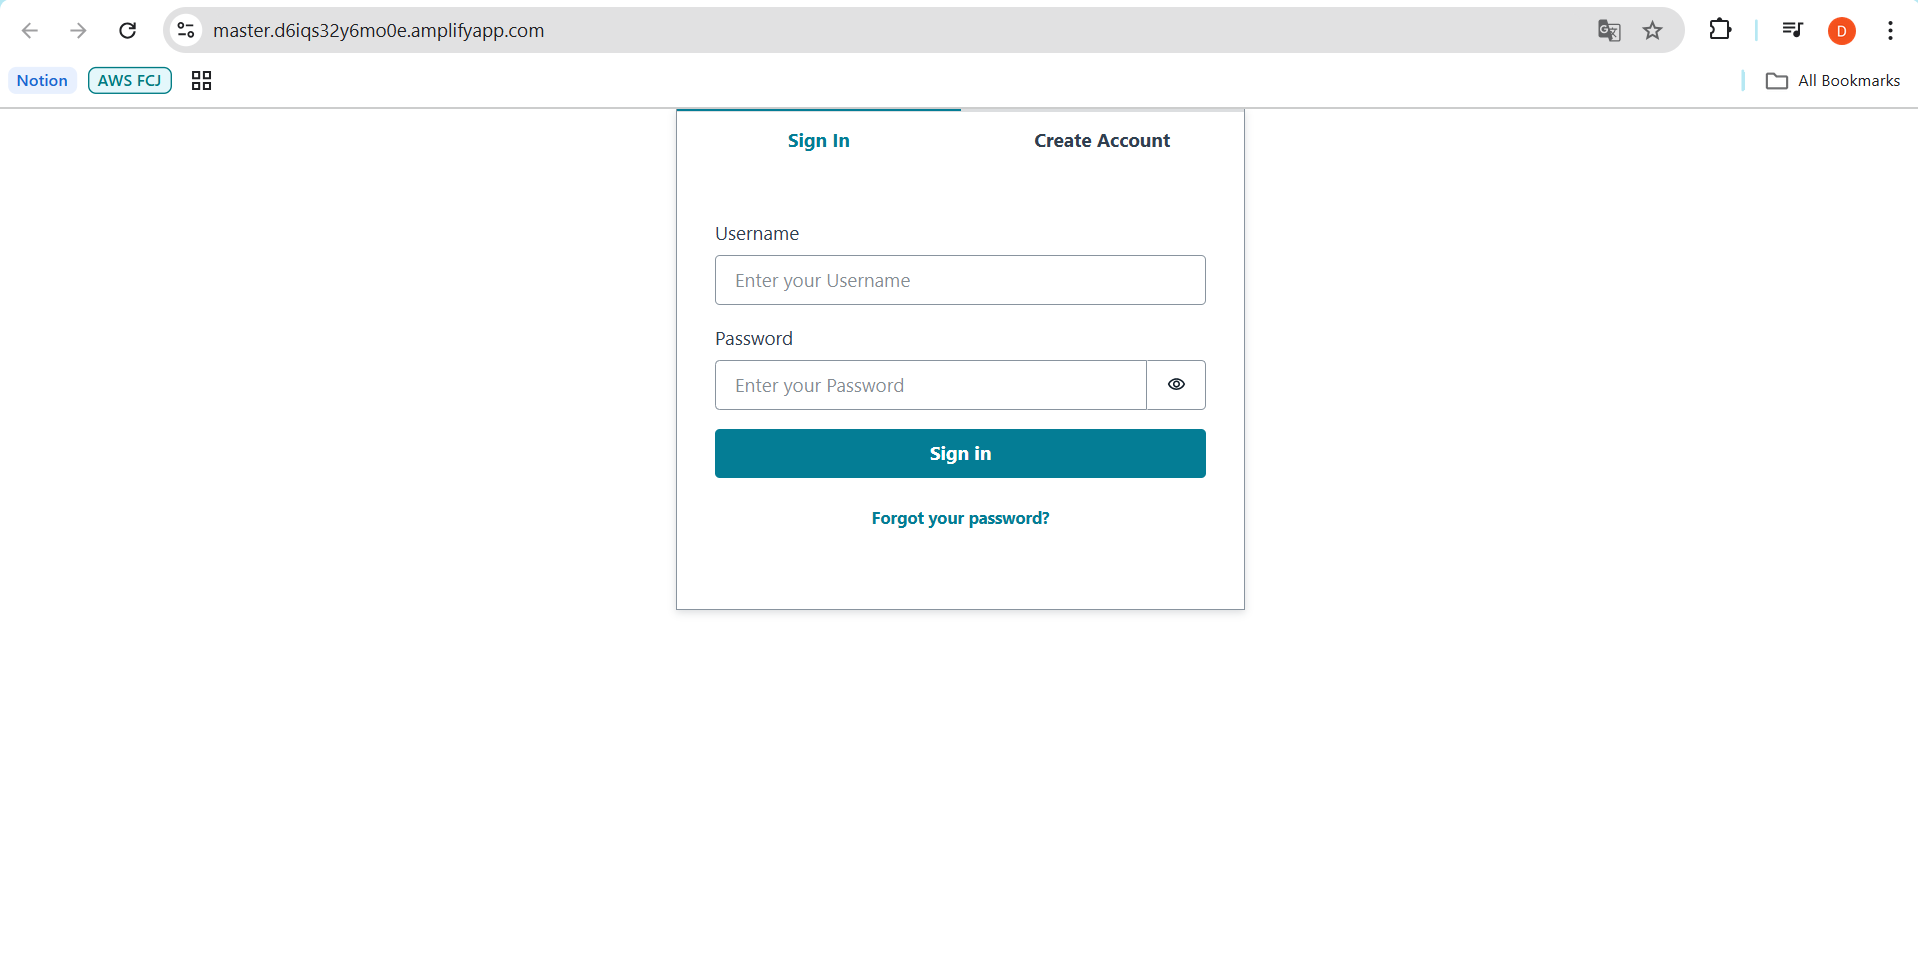 master.d6iqs32y6mo0e.amplifyapp.com
D
Notion
AWS FCJ
All Bookmarks
Sign In
Create Account
Username
Enter your Username
Password
Enter your Password
Sign in
Forgot your password?